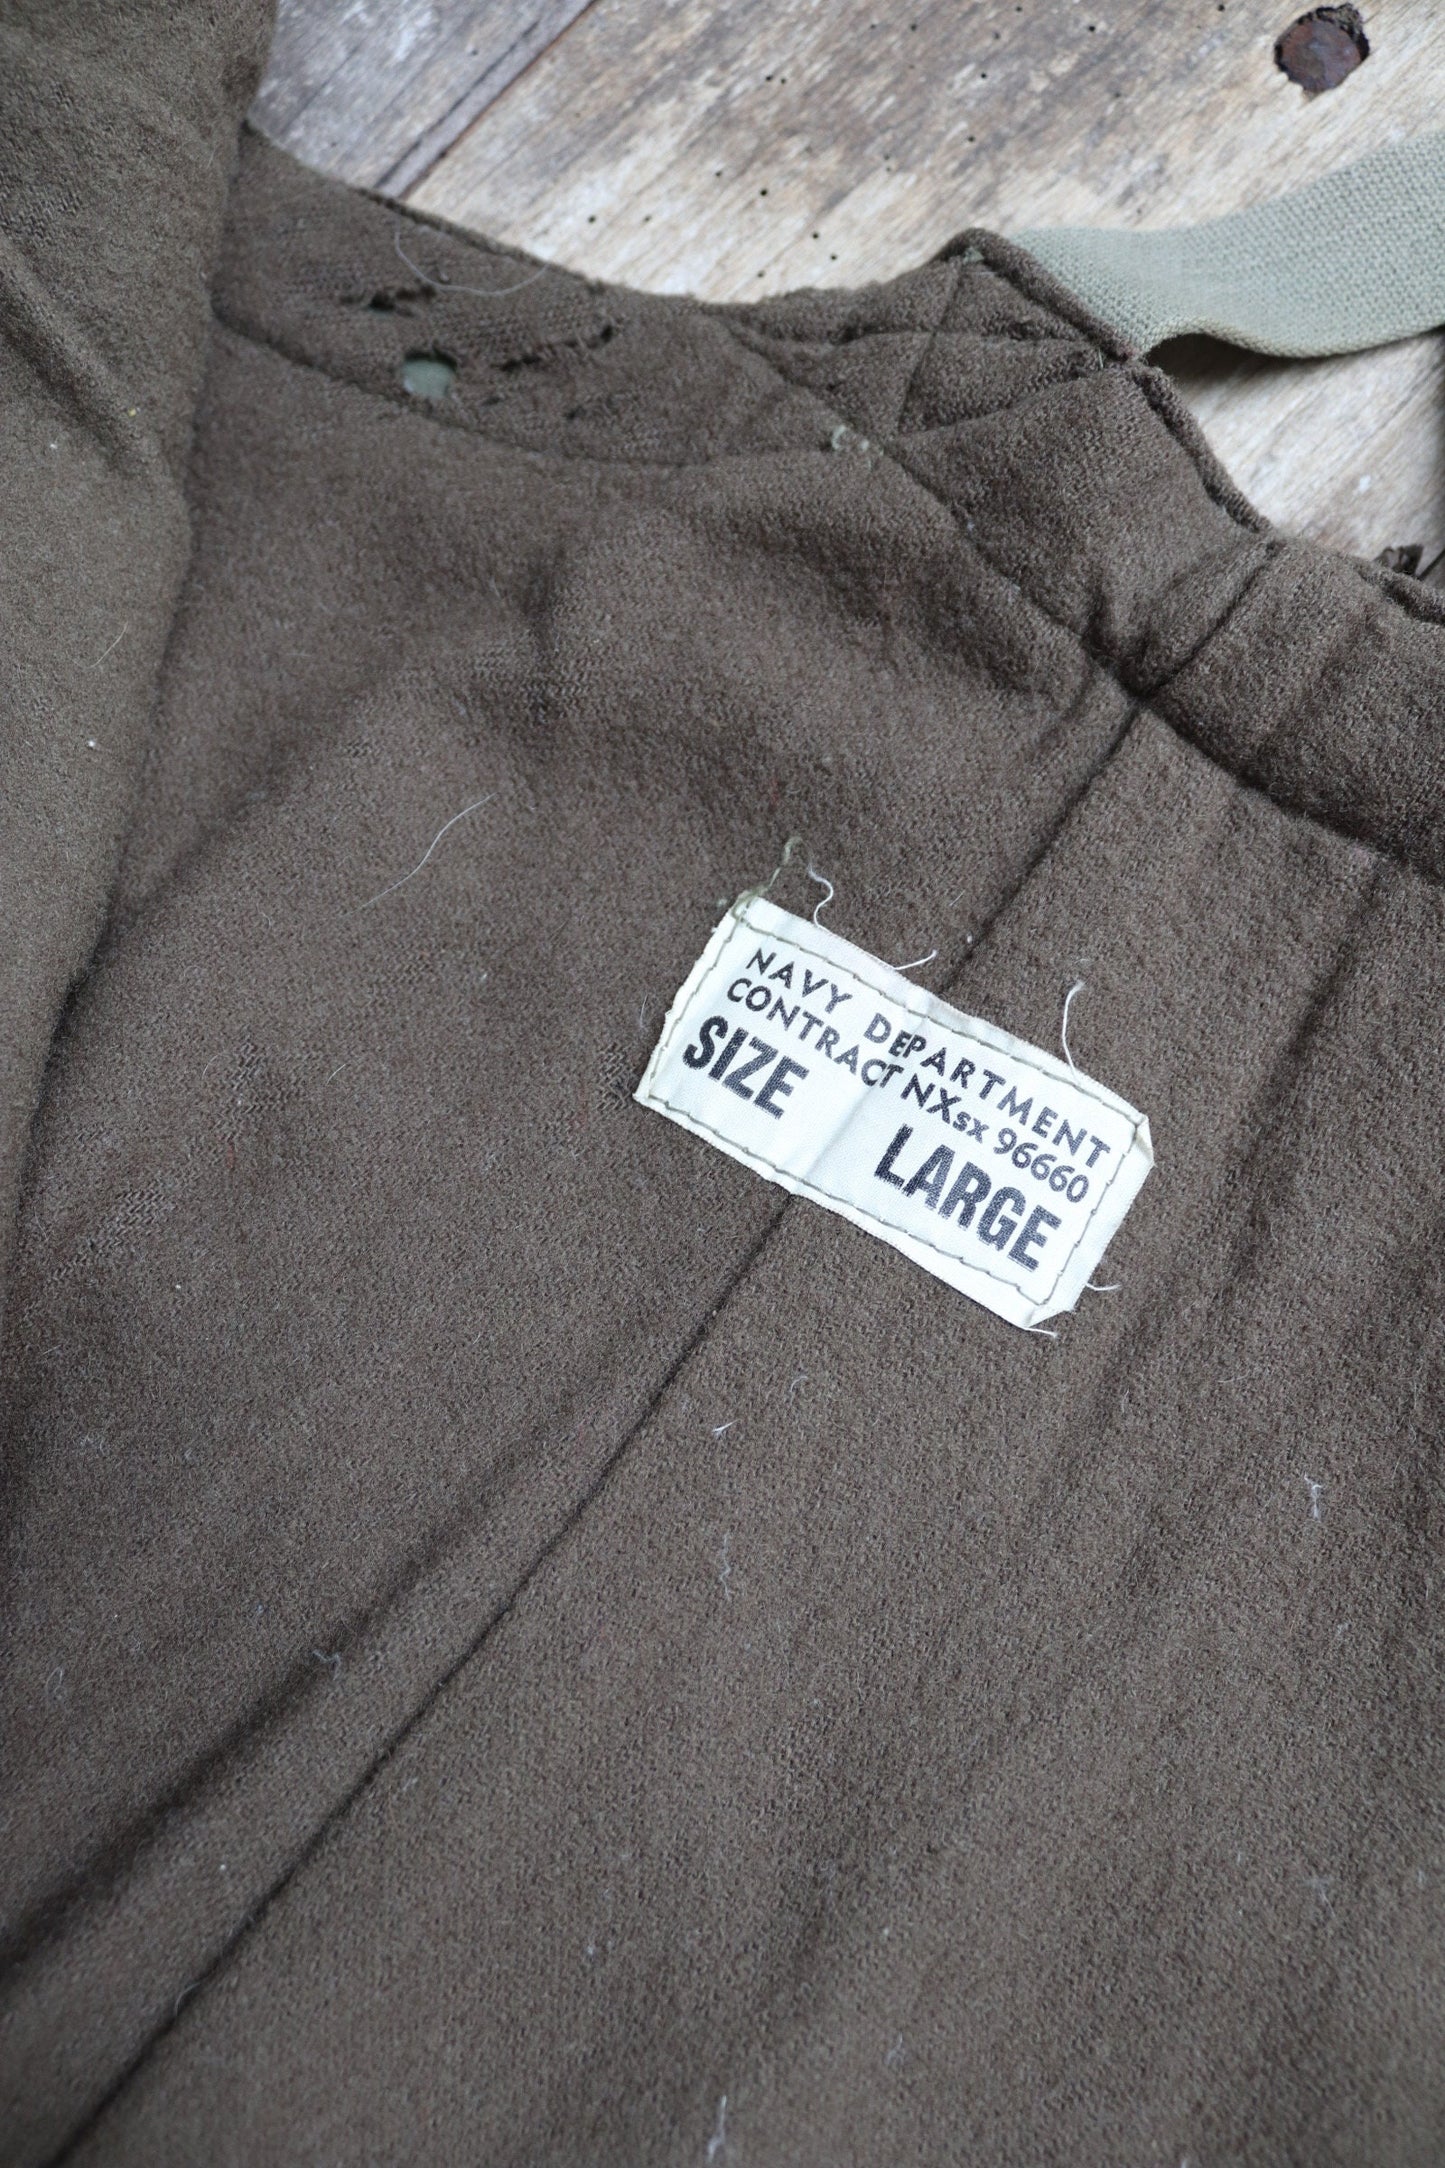 NAVY DEPARTMENT
CONTRACT NXsx 96660
SIZE LARGE